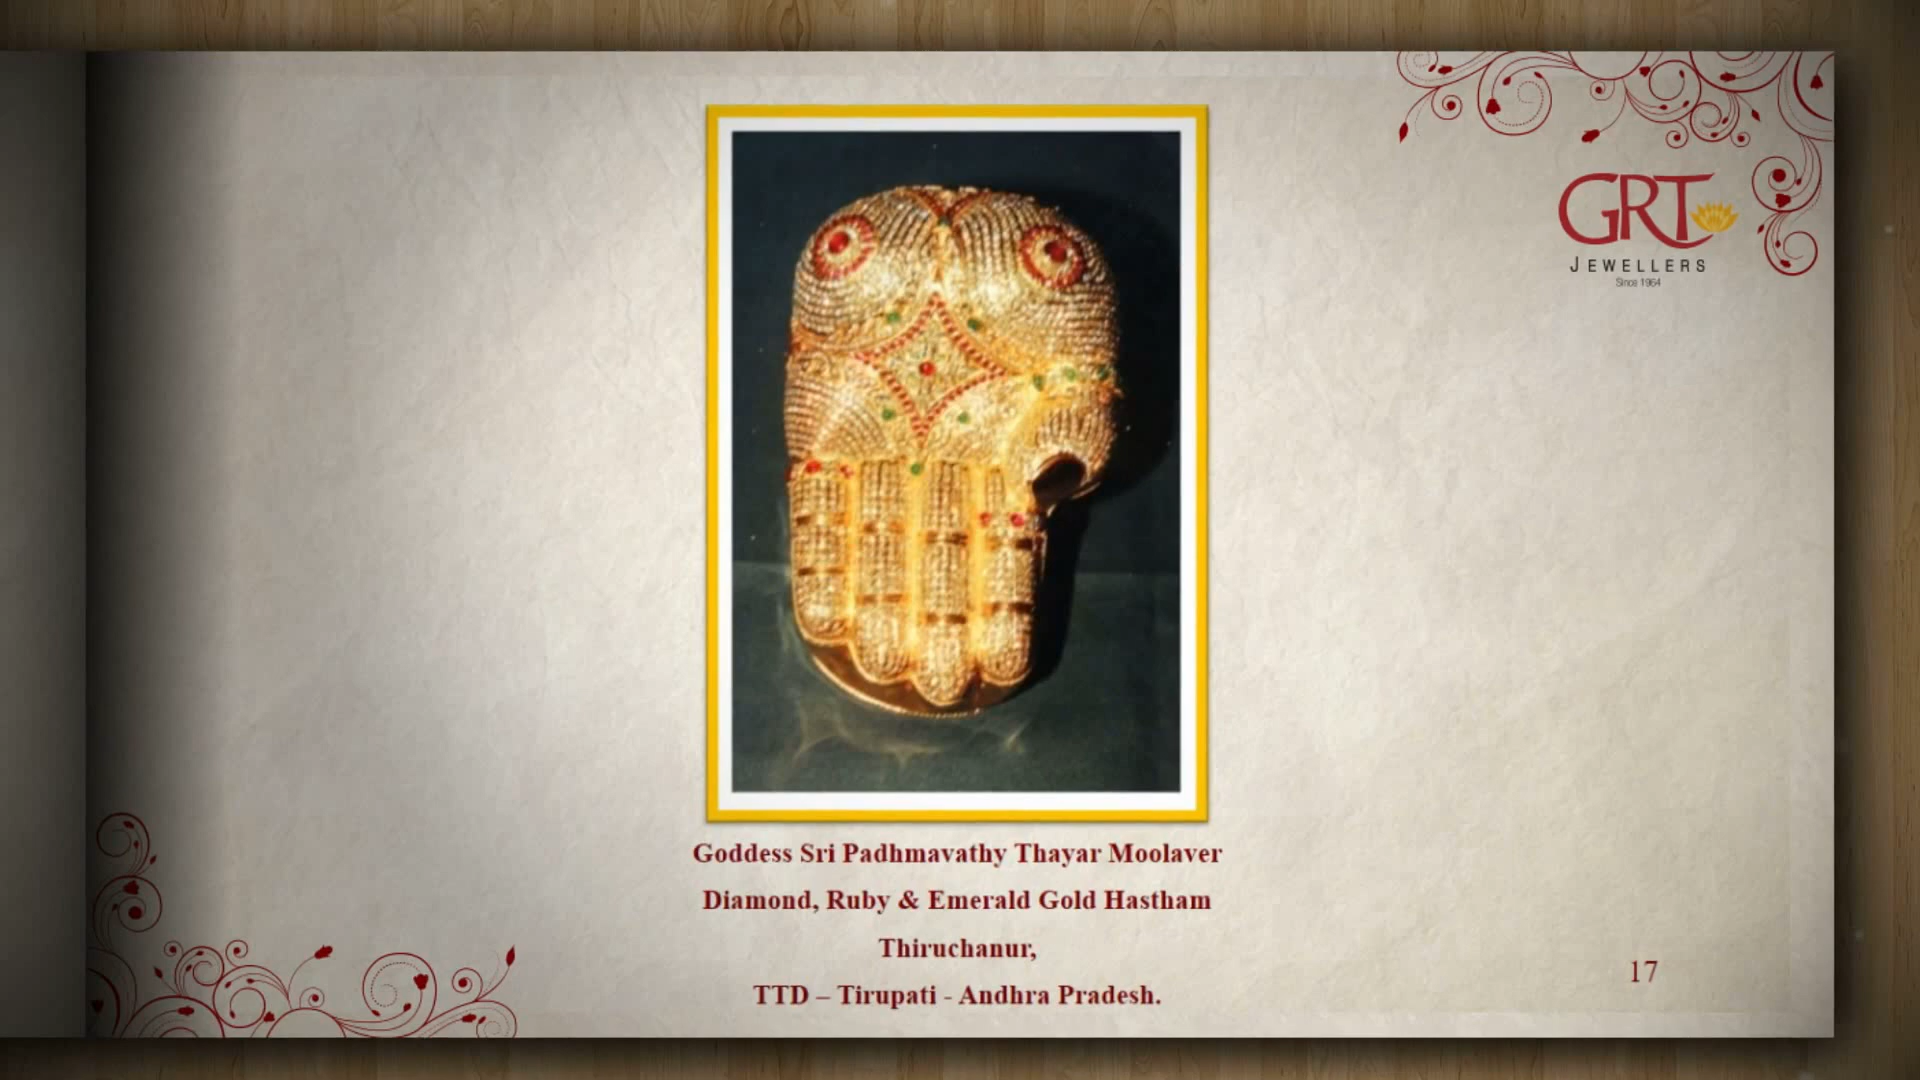 GRT
JEWELLERS
Since 1964
Goddess Sri Padhmavathy Thayar Moolaver
Diamond, Ruby & Emerald Gold Hastham
Thiruchanur,
TTD – Tirupati - Andhra Pradesh.
17